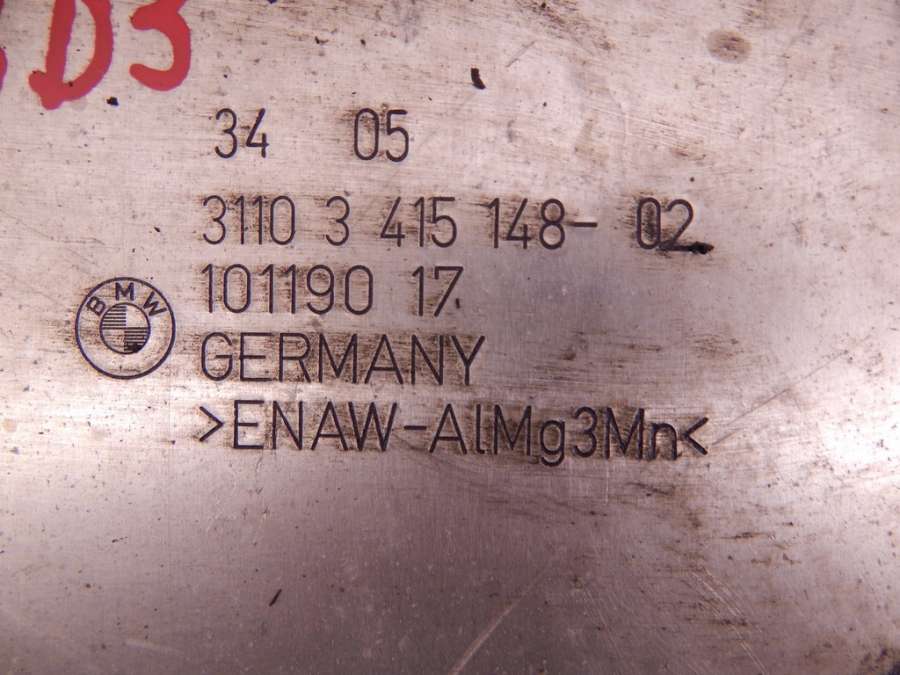 D3
34 05
3110 3 415 148- 02
101190 17
BMW
GERMANY
>ENAW-AlMg3Mn<